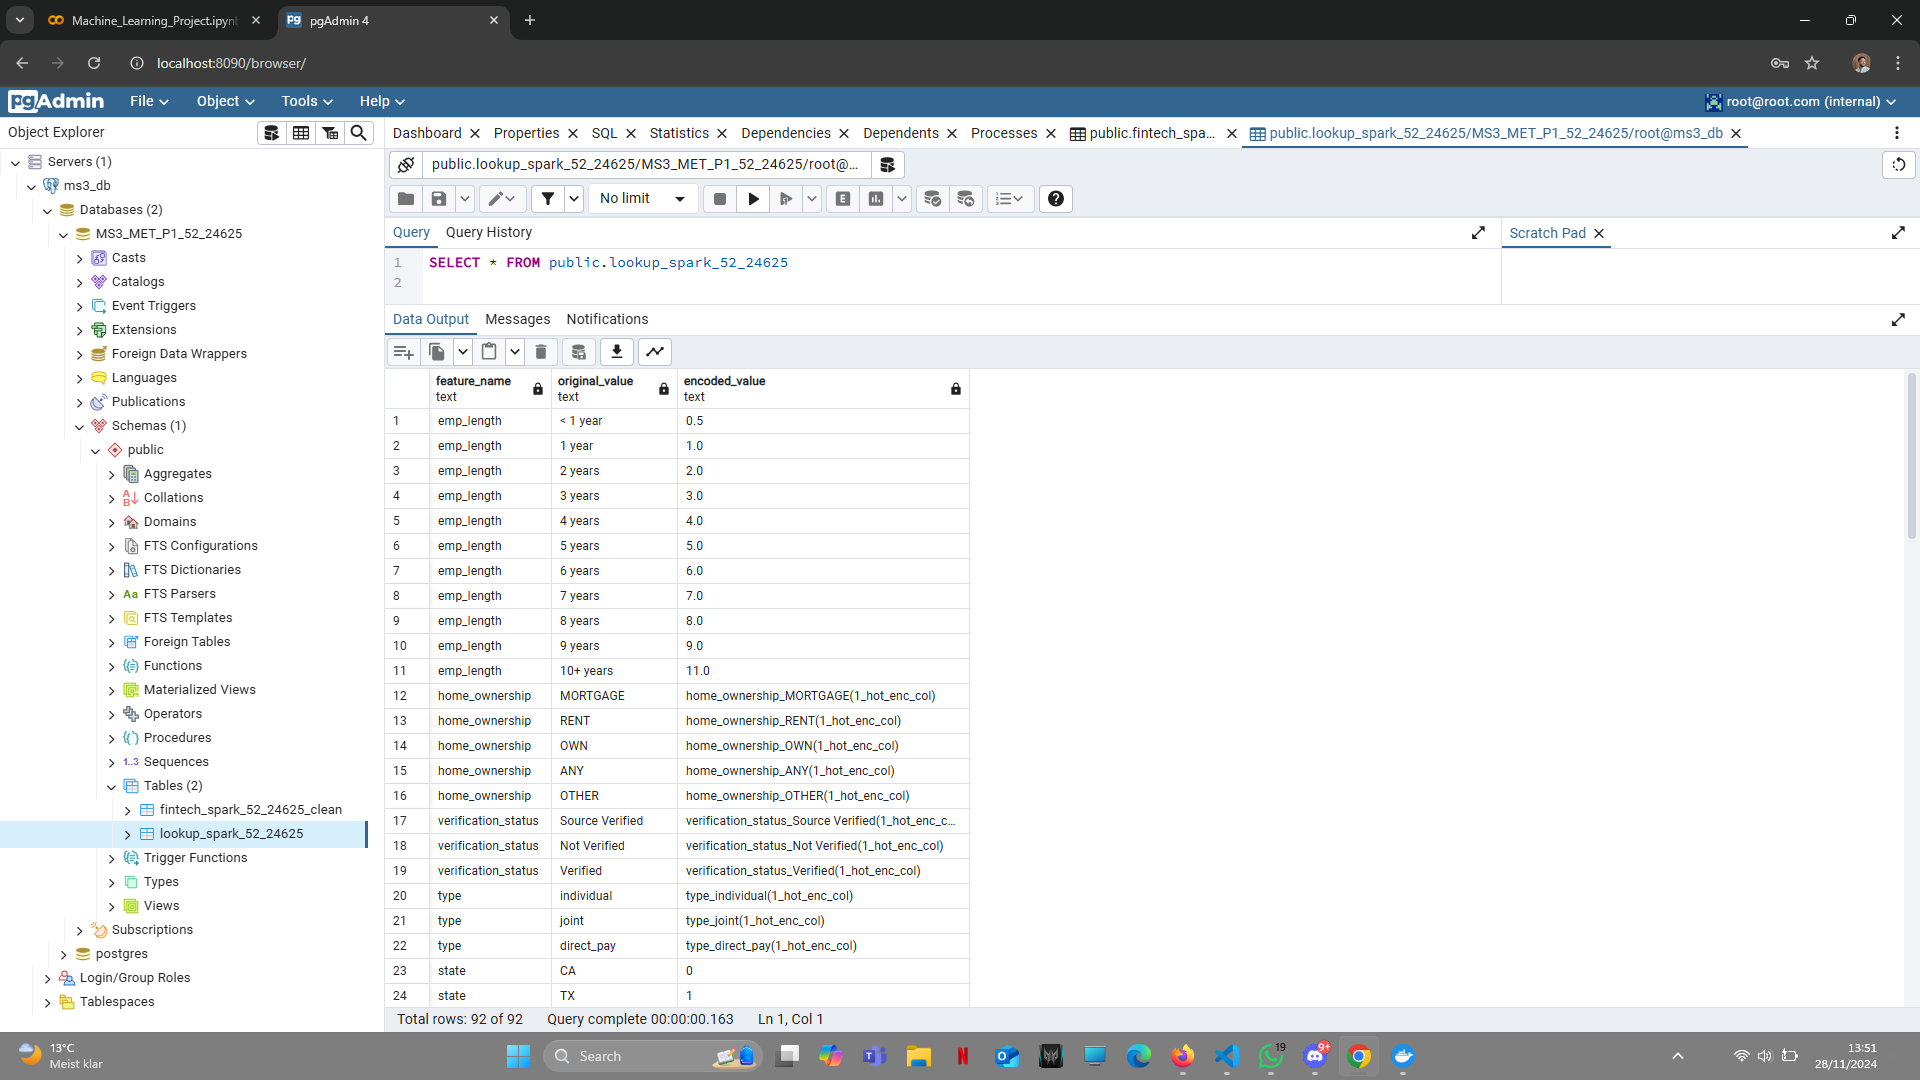 Machine_Learning_Project.ipynb
pgAdmin 4
localhost:8090/browser/
pgAdmin File Object Tools Help root@root.com (internal)
Object Explorer
Dashboard Properties SQL Statistics Dependencies Dependents Processes public.fintech_spa... public.lookup_spark_52_24625/MS3_MET_P1_52_24625/root@ms3_db
public.lookup_spark_52_24625/MS3_MET_P1_52_24625/root@...
No limit
Query Query History
Scratch Pad
1 SELECT * FROM public.lookup_spark_52_24625
2
Data Output Messages Notifications
Servers (1)
ms3_db
Databases (2)
MS3_MET_P1_52_24625
Casts
Catalogs
Event Triggers
Extensions
Foreign Data Wrappers
Languages
Publications
Schemas (1)
public
Aggregates
Collations
Domains
FTS Configurations
FTS Dictionaries
Aa FTS Parsers
FTS Templates
Foreign Tables
Functions
Materialized Views
Operators
Procedures
1..3 Sequences
Tables (2)
fintech_spark_52_24625_clean
lookup_spark_52_24625
Trigger Functions
Types
Views
Subscriptions
postgres
Login/Group Roles
Tablespaces
feature_name original_value encoded_value
text text text
1 emp_length < 1 year 0.5
2 emp_length 1 year 1.0
3 emp_length 2 years 2.0
4 emp_length 3 years 3.0
5 emp_length 4 years 4.0
6 emp_length 5 years 5.0
7 emp_length 6 years 6.0
8 emp_length 7 years 7.0
9 emp_length 8 years 8.0
10 emp_length 9 years 9.0
11 emp_length 10+ years 11.0
12 home_ownership MORTGAGE home_ownership_MORTGAGE(1_hot_enc_col)
13 home_ownership RENT home_ownership_RENT(1_hot_enc_col)
14 home_ownership OWN home_ownership_OWN(1_hot_enc_col)
15 home_ownership ANY home_ownership_ANY(1_hot_enc_col)
16 home_ownership OTHER home_ownership_OTHER(1_hot_enc_col)
17 verification_status Source Verified verification_status_Source Verified(1_hot_enc_c...
18 verification_status Not Verified verification_status_Not Verified(1_hot_enc_col)
19 verification_status Verified verification_status_Verified(1_hot_enc_col)
20 type individual type_individual(1_hot_enc_col)
21 type joint type_joint(1_hot_enc_col)
22 type direct_pay type_direct_pay(1_hot_enc_col)
23 state CA 0
24 state TX 1
Total rows: 92 of 92 Query complete 00:00:00.163 Ln 1, Col 1
13°C
Meist klar
Search
19
9+
13:51
28/11/2024